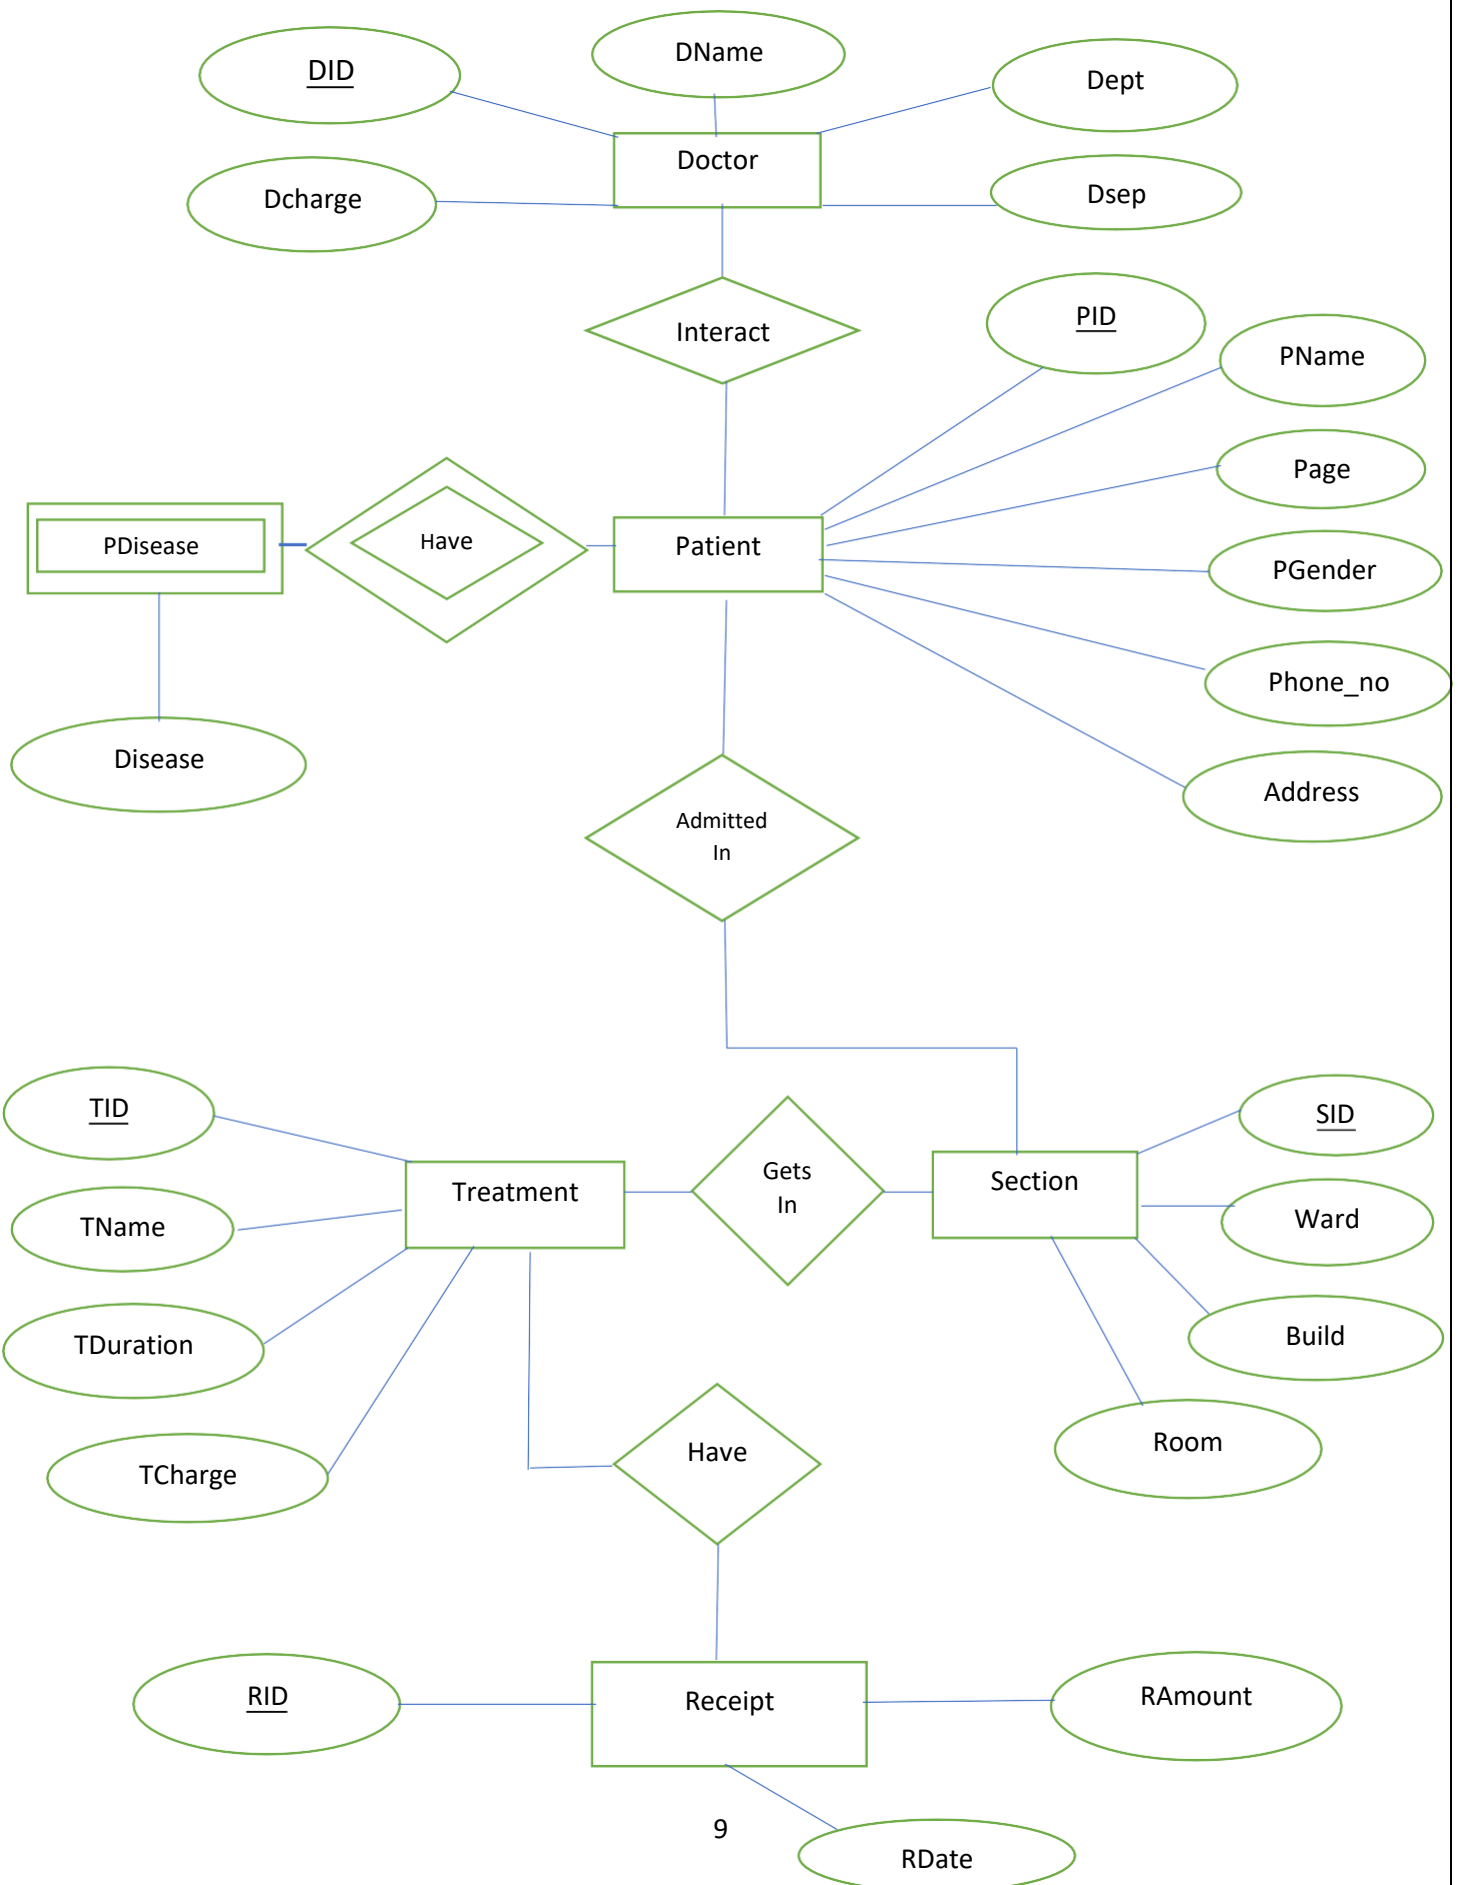 DName
DID
Dept
Doctor
Dcharge
Dsep
PID
Interact
PName
Page
PDisease
Have
Patient
PGender
Phone_no
Disease
Address
Admitted
In
TID
SID
Treatment
Gets
In
Section
TName
Ward
TDuration
Build
Room
Have
TCharge
RID
Receipt
RAmount
9
RDate